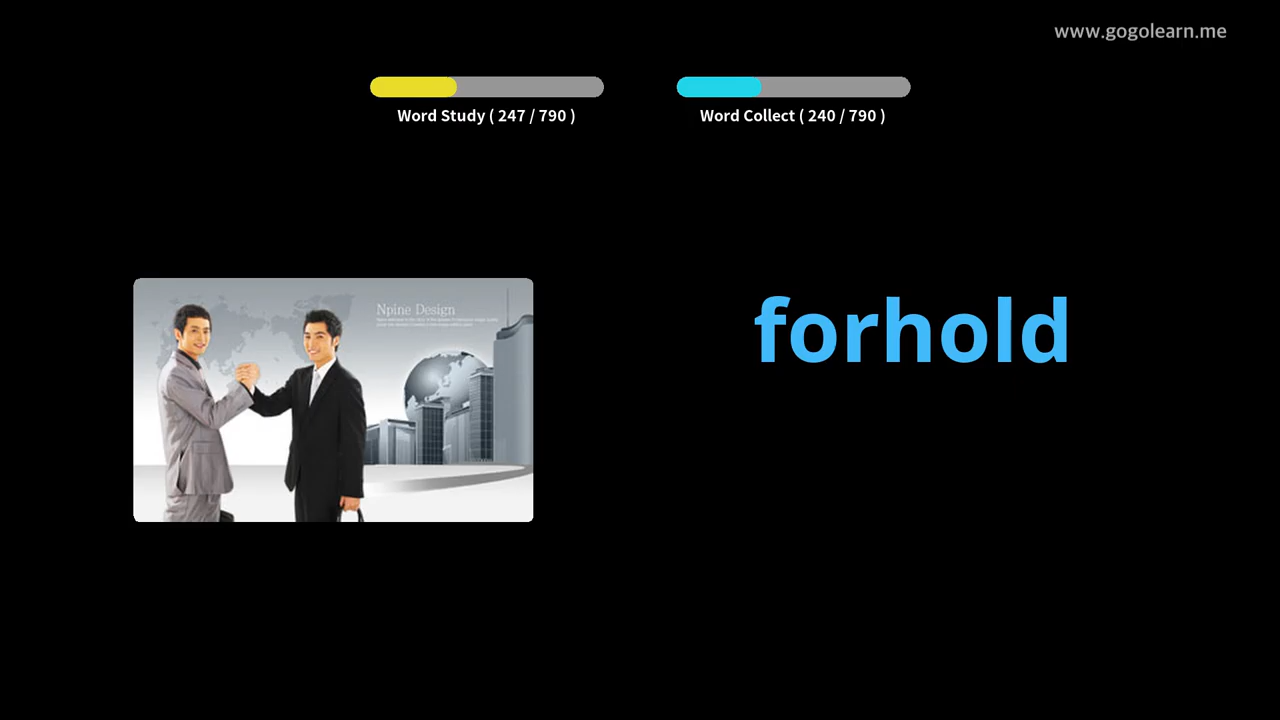 www.gogolearn.me
Word Study ( 247 / 790 )
Word Collect ( 240 / 790 )
Npine Design
forhold